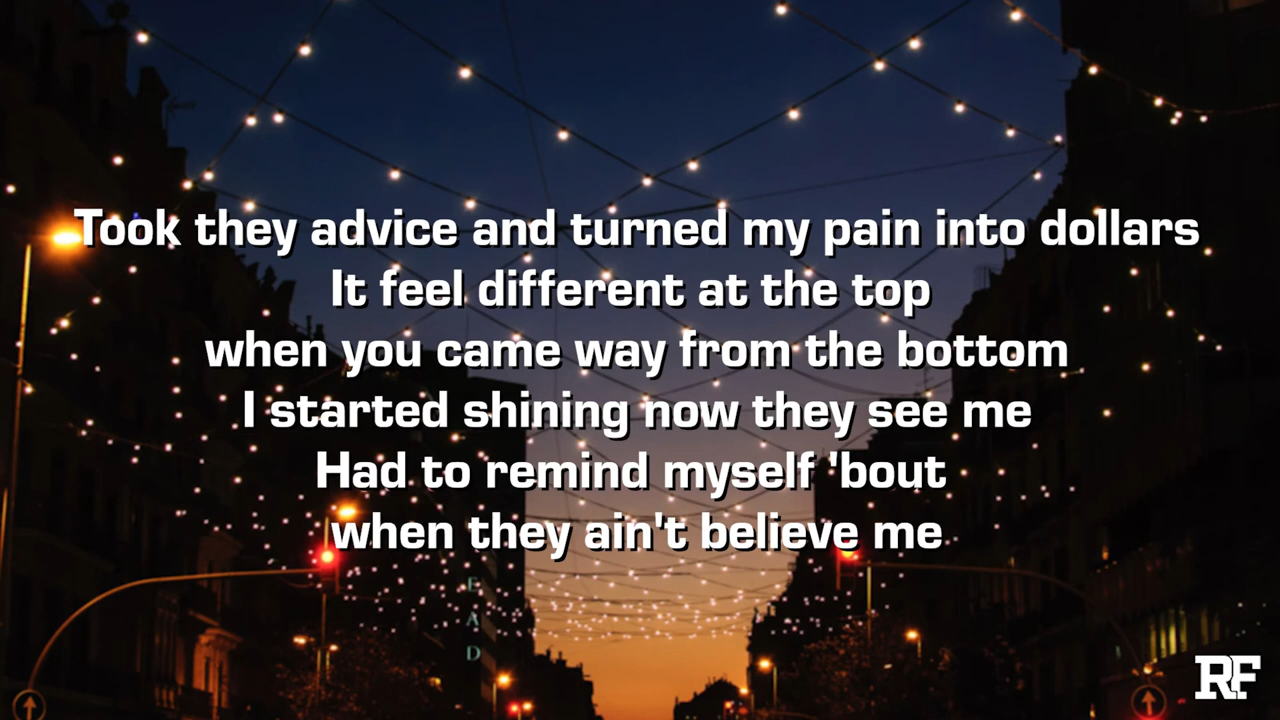 Took they advice and turned my pain into dollars
It feel different at the top
when you came way from the bottom
I started shining now they see me
Had to remind myself 'bout
when they ain't believe me
E
A
D
RF